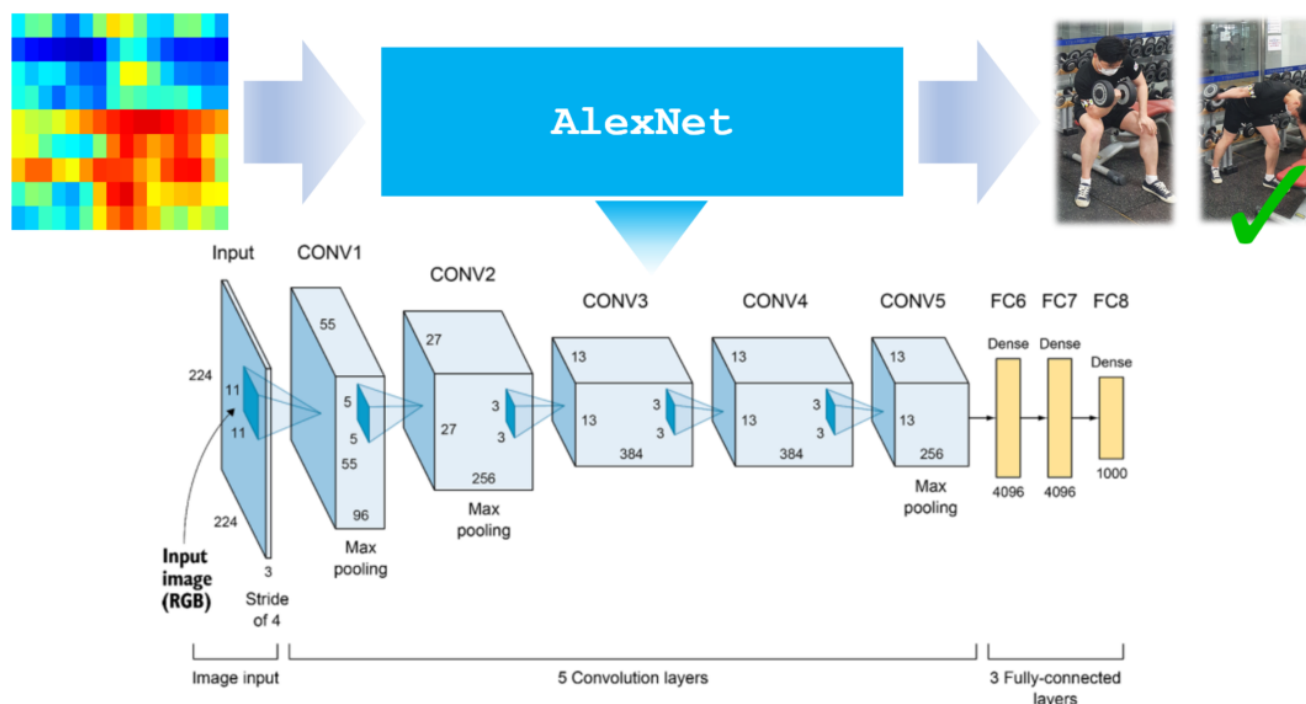 AlexNet
Input
CONV1
CONV2
CONV3
CONV4
CONV5
FC6
FC7
FC8
Dense
Dense
Dense
55
27
13
13
13
224
11
11
5
5
3
3
3
3
3
3
55
27
13
13
13
224
96
256
384
384
256
4096
4096
1000
Max
pooling
Max
pooling
Max
pooling
Input
image
(RGB)
3
Stride
of 4
Image input
5 Convolution layers
3 Fully-connected
layers